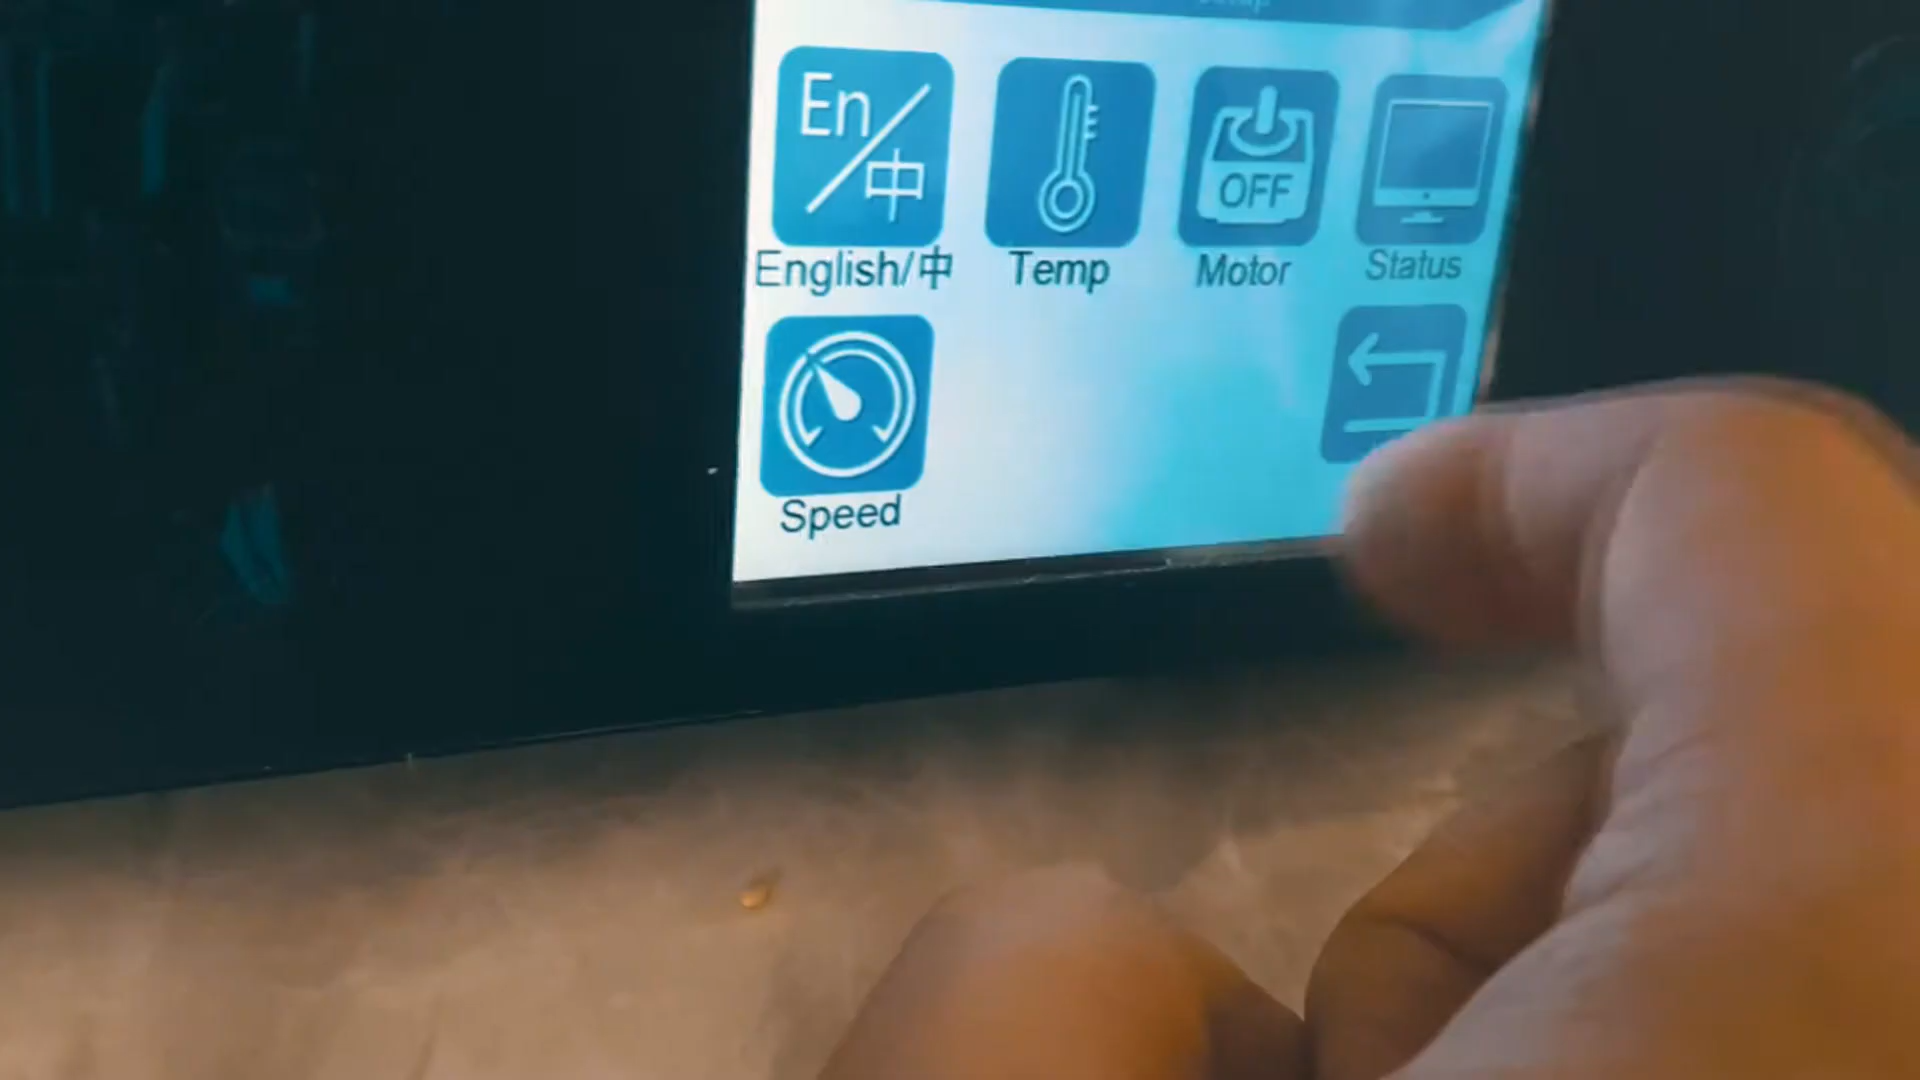 En/中
OFF
English/中
Temp
Motor
Status
Speed